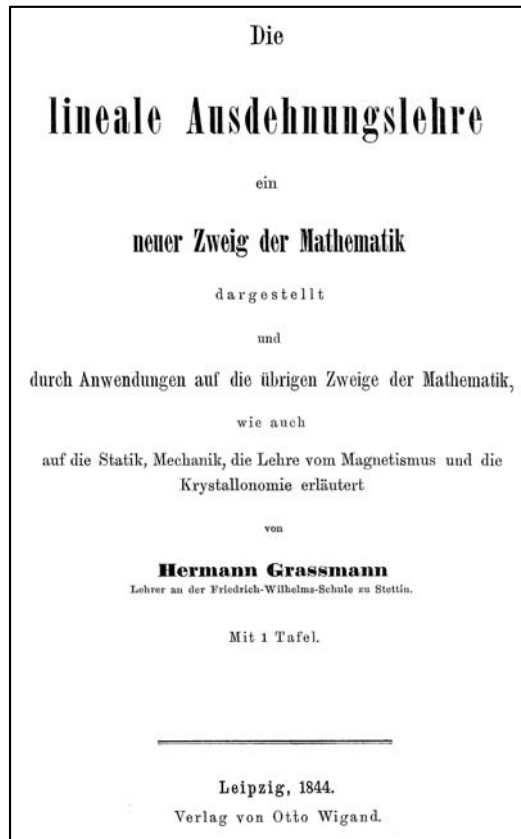 Die
lineale Ausdehnungslehre
ein
neuer Zweig der Mathematik
dargestellt
und
durch Anwendungen auf die übrigen Zweige der Mathematik,
wie auch
auf die Statik, Mechanik, die Lehre vom Magnetismus und die
Krystallonomie erläutert
von
Hermann Grassmann
Lehrer an der Friedrich-Wilhelms-Schule zu Stettin.
Mit 1 Tafel.
Leipzig, 1844.
Verlag von Otto Wigand.